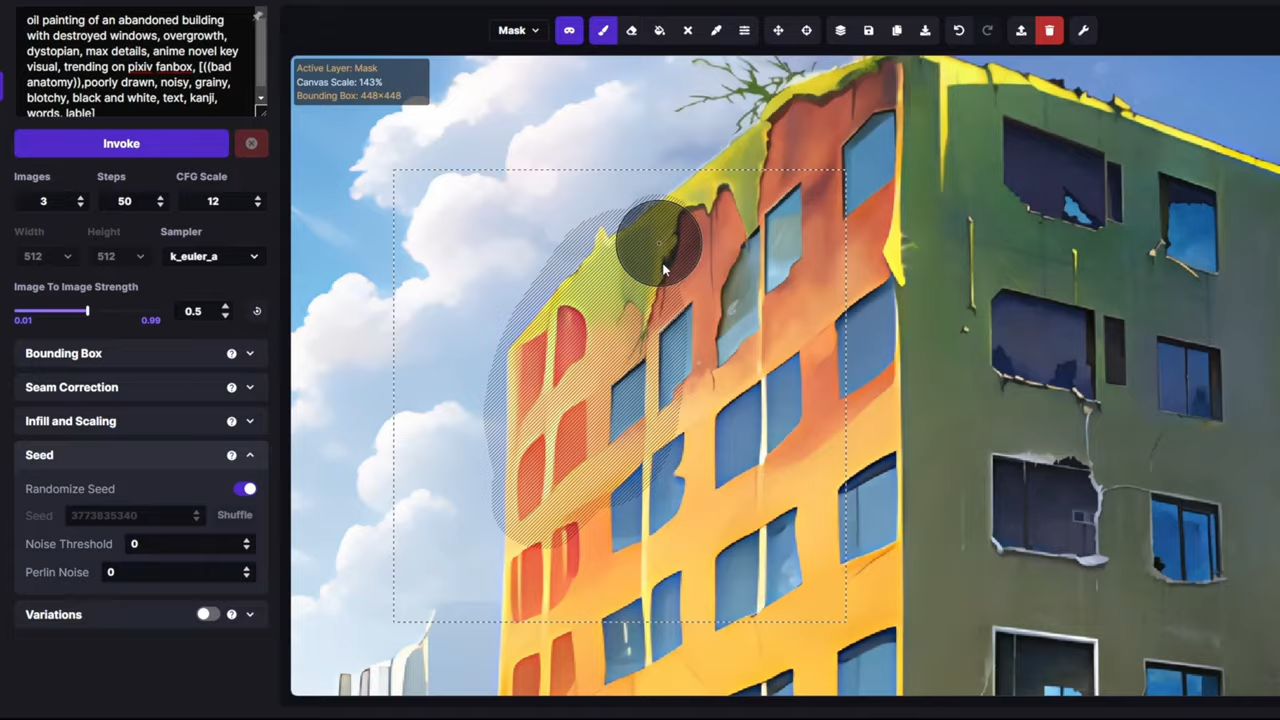 oil painting of an abandoned building
with destroyed windows, overgrowth,
dystopian, max details, anime novel key
visual, trending on pixiv fanbox, [((bad
anatomy)),poorly drawn, noisy, grainy,
blotchy, black and white, text, kanji,
words, lable]
Invoke
Images Steps CFG Scale
3 50 12
Width Height Sampler
512 512 k_euler_a
Image To Image Strength
0.5
0.01 0.99
Bounding Box
Seam Correction
Infill and Scaling
Seed
Randomize Seed
Seed 3773835340 Shuffle
Noise Threshold 0
Perlin Noise 0
Variations
Mask
Active Layer: Mask
Canvas Scale: 143%
Bounding Box: 448×448